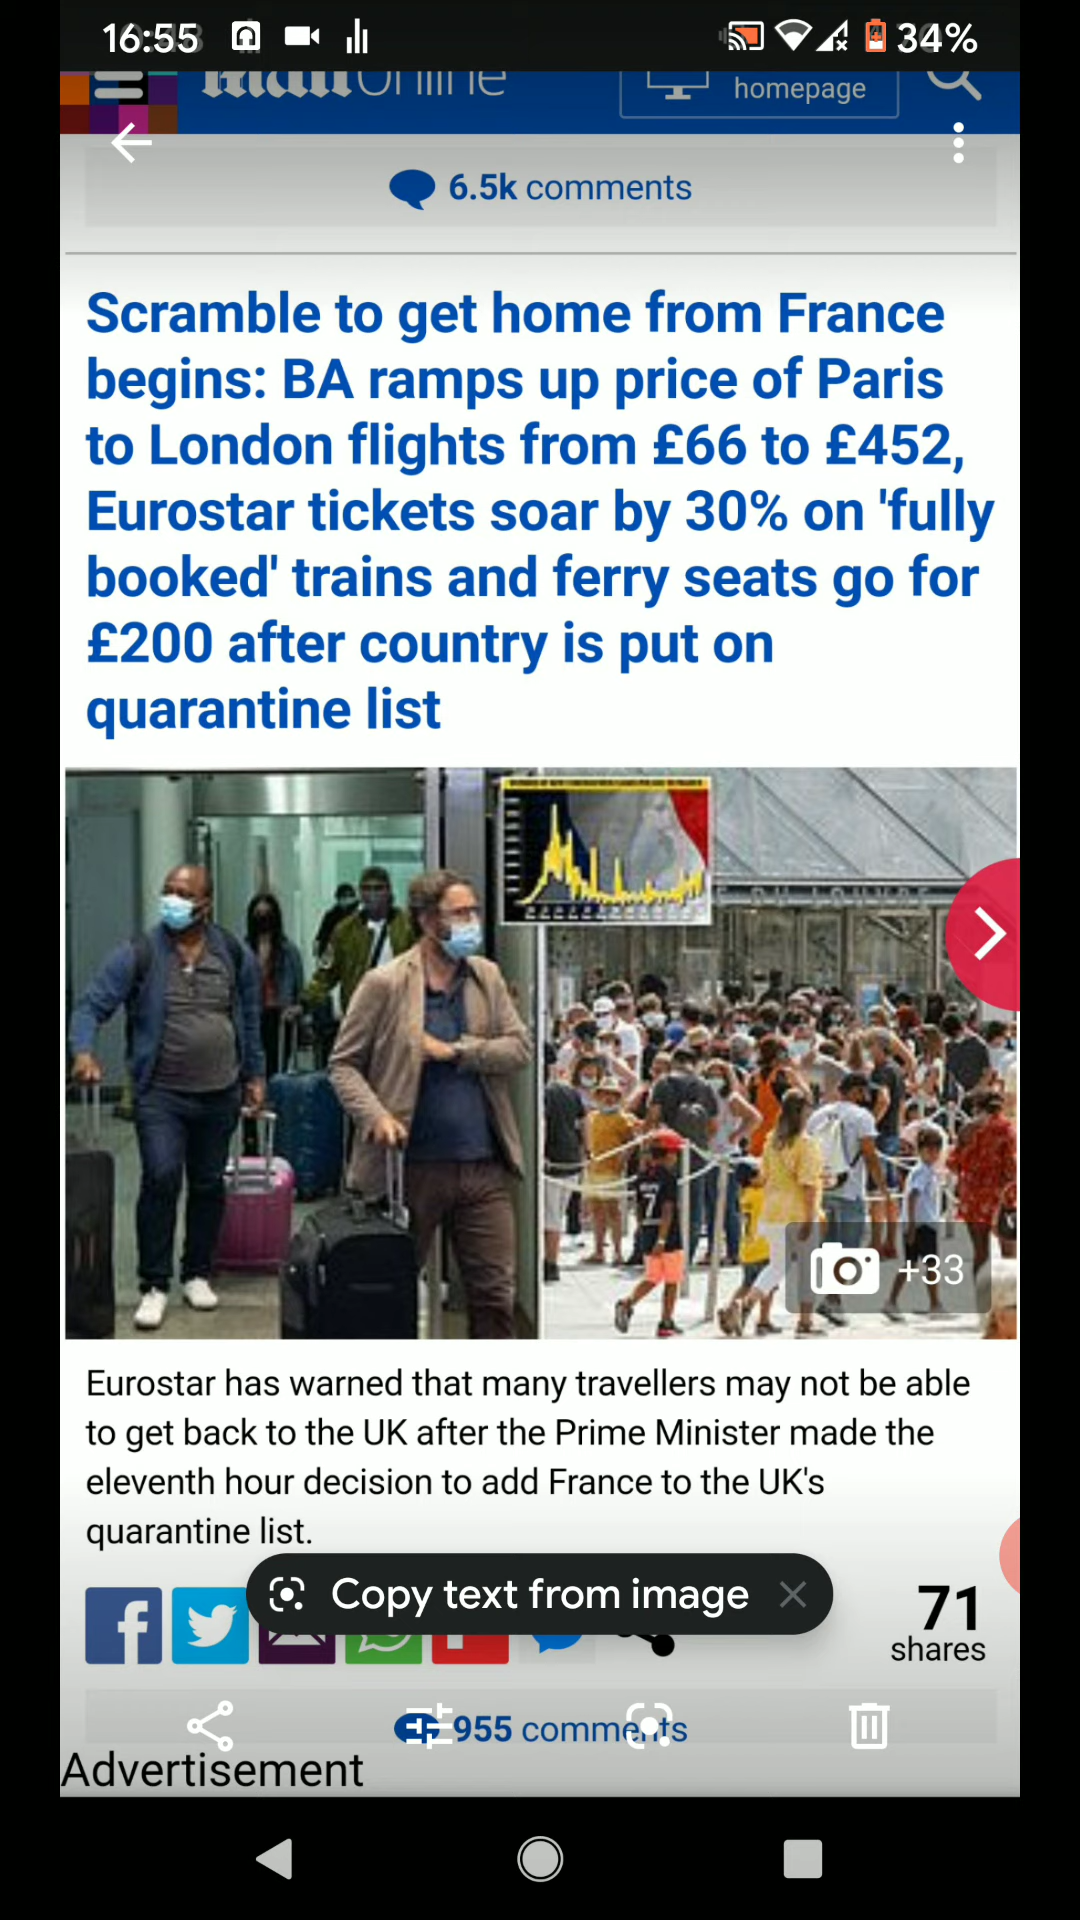 16:55
34%
MailOnline
homepage
6.5k comments
Scramble to get home from France
begins: BA ramps up price of Paris
to London flights from £66 to £452,
Eurostar tickets soar by 30% on 'fully
booked' trains and ferry seats go for
£200 after country is put on
quarantine list
7
+33
Eurostar has warned that many travellers may not be able
to get back to the UK after the Prime Minister made the
eleventh hour decision to add France to the UK's
quarantine list.
Copy text from image
71
shares
955 comments
Advertisement